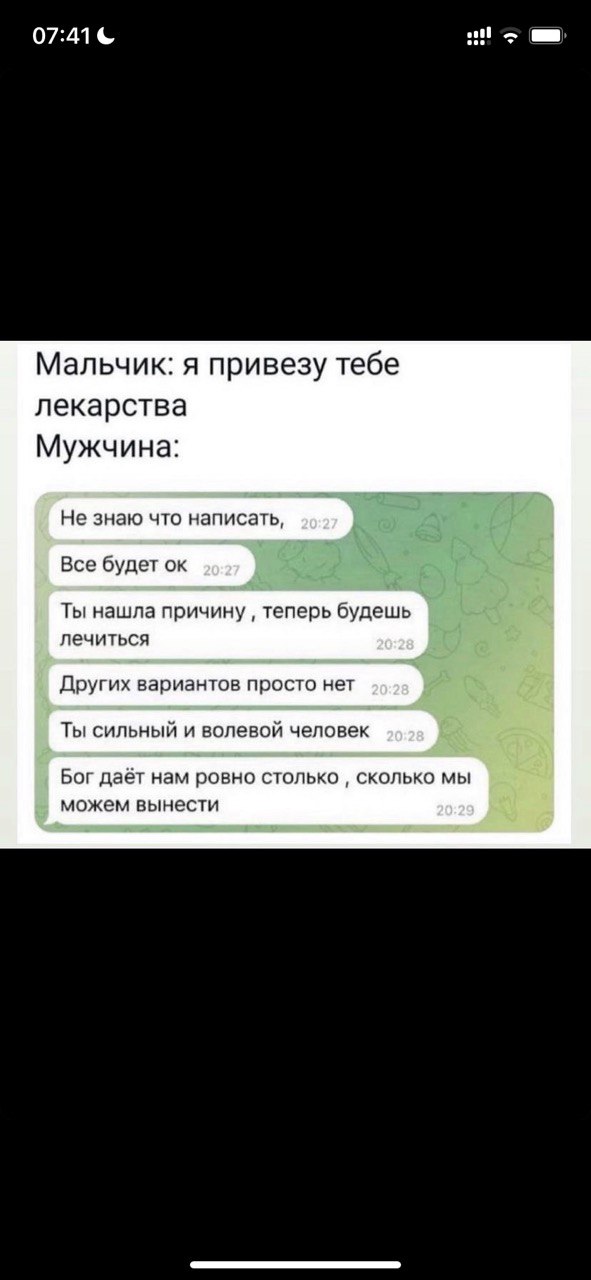 07:41
Мальчик: я привезу тебе
лекарства
Мужчина:
Не знаю что написать, 20:27
Все будет ок 20:27
Ты нашла причину , теперь будешь
лечиться 20:28
Других вариантов просто нет 20:28
Ты сильный и волевой человек 20:28
Бог даёт нам ровно столько , сколько мы
можем вынести 20:29